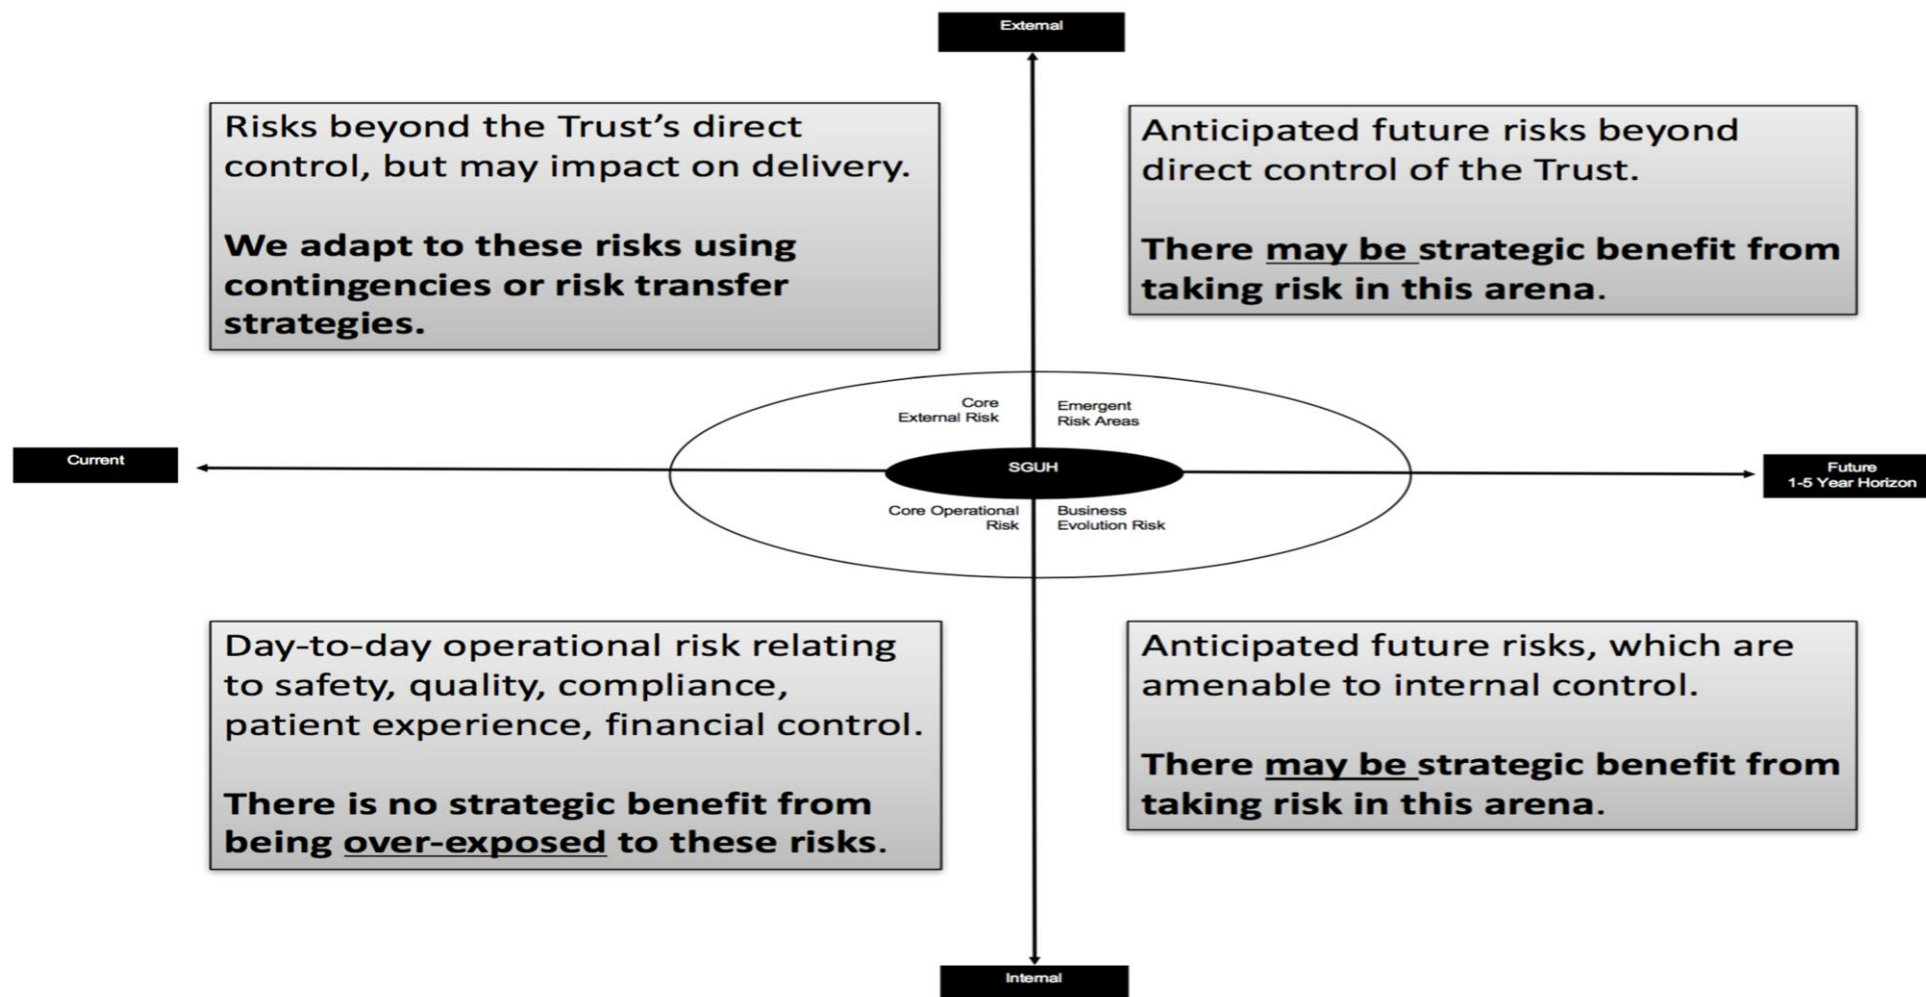 External
Risks beyond the Trust’s direct
control, but may impact on delivery.
We adapt to these risks using
contingencies or risk transfer
strategies.
Anticipated future risks beyond
direct control of the Trust.
There may be strategic benefit from
taking risk in this arena.
Core
External Risk
Emergent
Risk Areas
Current
SGUH
Future
1-5 Year Horizon
Core Operational
Risk
Business
Evolution Risk
Day-to-day operational risk relating
to safety, quality, compliance,
patient experience, financial control.
There is no strategic benefit from
being over-exposed to these risks.
Anticipated future risks, which are
amenable to internal control.
There may be strategic benefit from
taking risk in this arena.
Internal